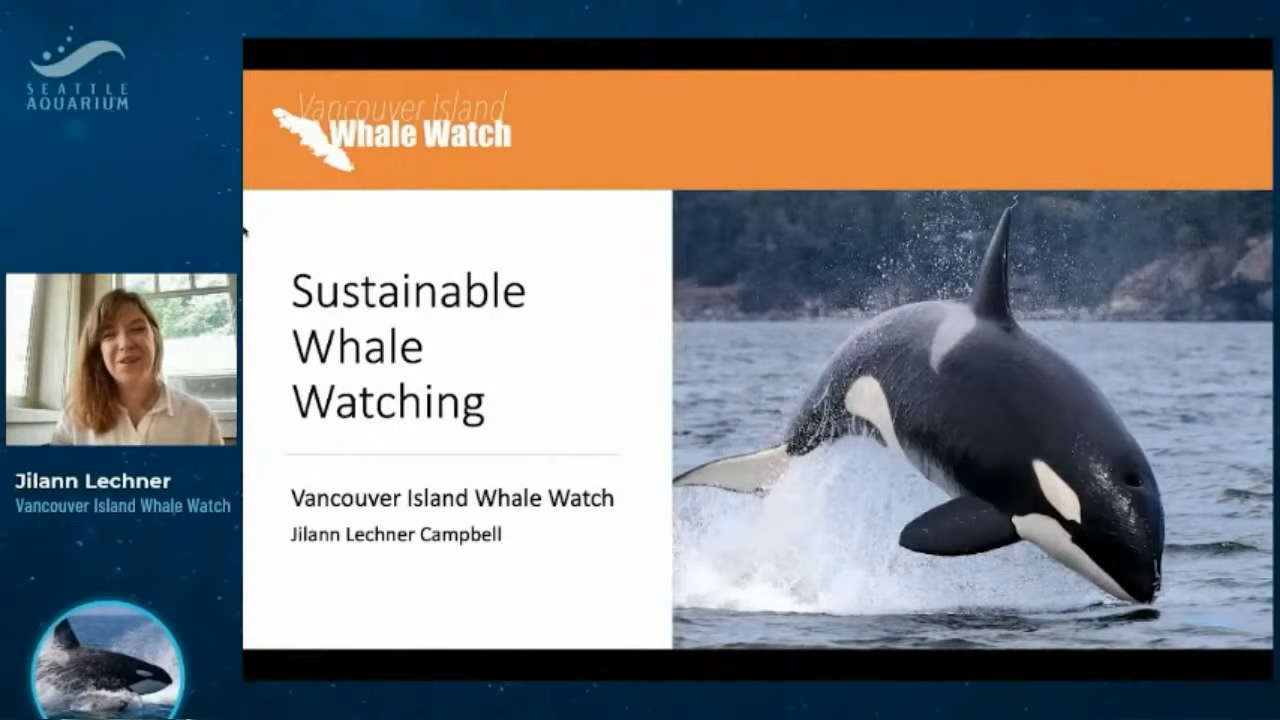 SEATTLE
AQUARIUM
Vancouver Island
Whale Watch
Sustainable
Whale
Watching
Vancouver Island Whale Watch
Jilann Lechner Campbell
Jilann Lechner
Vancouver Island Whale Watch